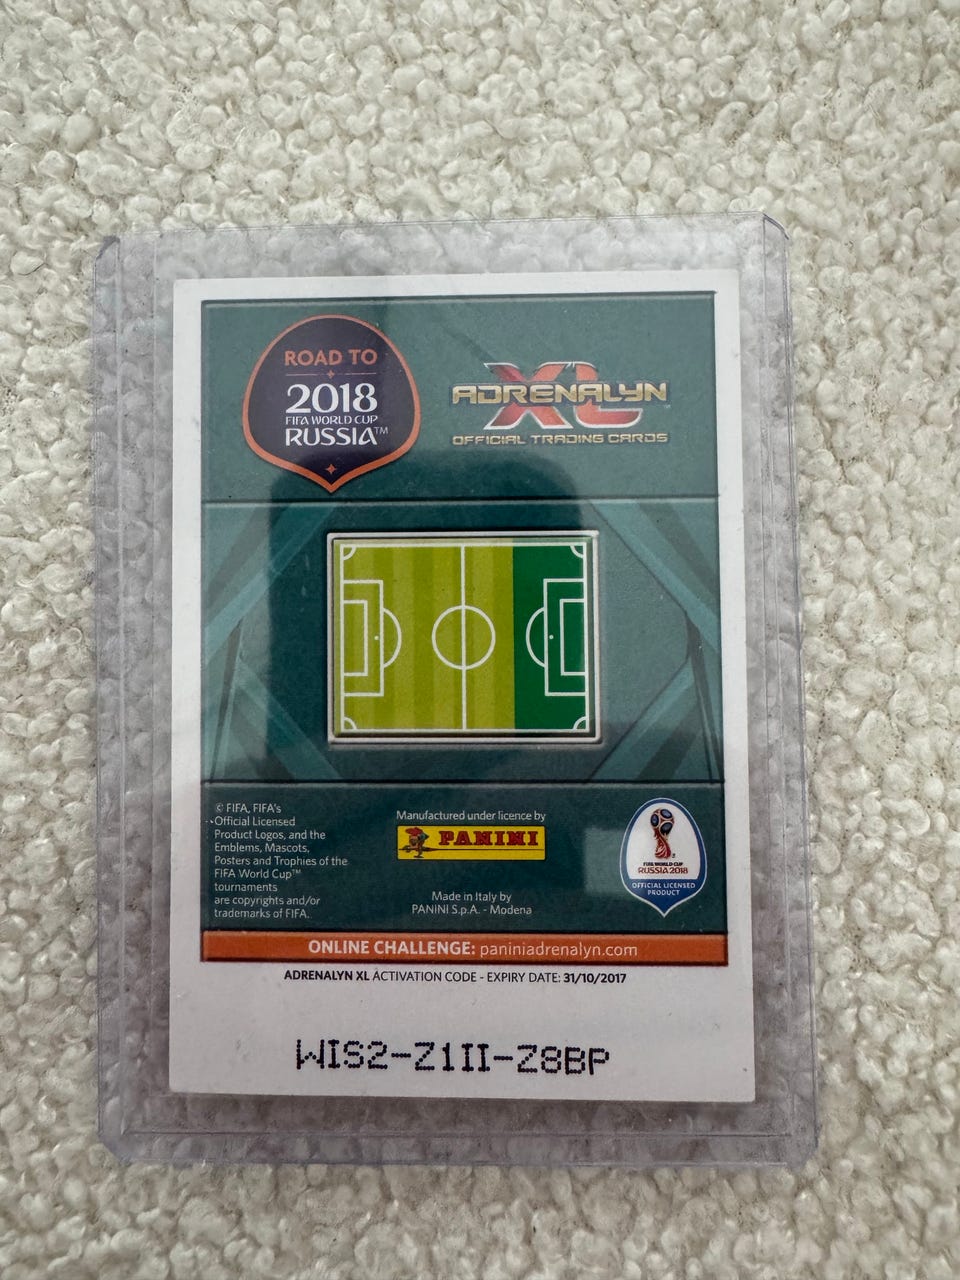 ROAD TO
2018
FIFA WORLD CUP
RUSSIA™
ADRENALYN
XL™
OFFICIAL TRADING CARDS
© FIFA, FIFA's
Official Licensed
Product Logos, and the
Emblems, Mascots,
Posters and Trophies of the
FIFA World Cup™
tournaments
are copyrights and/or
trademarks of FIFA.
Manufactured under licence by
PANINI
Made in Italy by
PANINI S.p.A. - Modena
FIFA WORLD CUP
RUSSIA 2018
OFFICIAL LICENSED
PRODUCT
ONLINE CHALLENGE: paniniadrenalyn.com
ADRENALYN XL ACTIVATION CODE - EXPIRY DATE: 31/10/2017
WIS2-Z1II-Z8BP